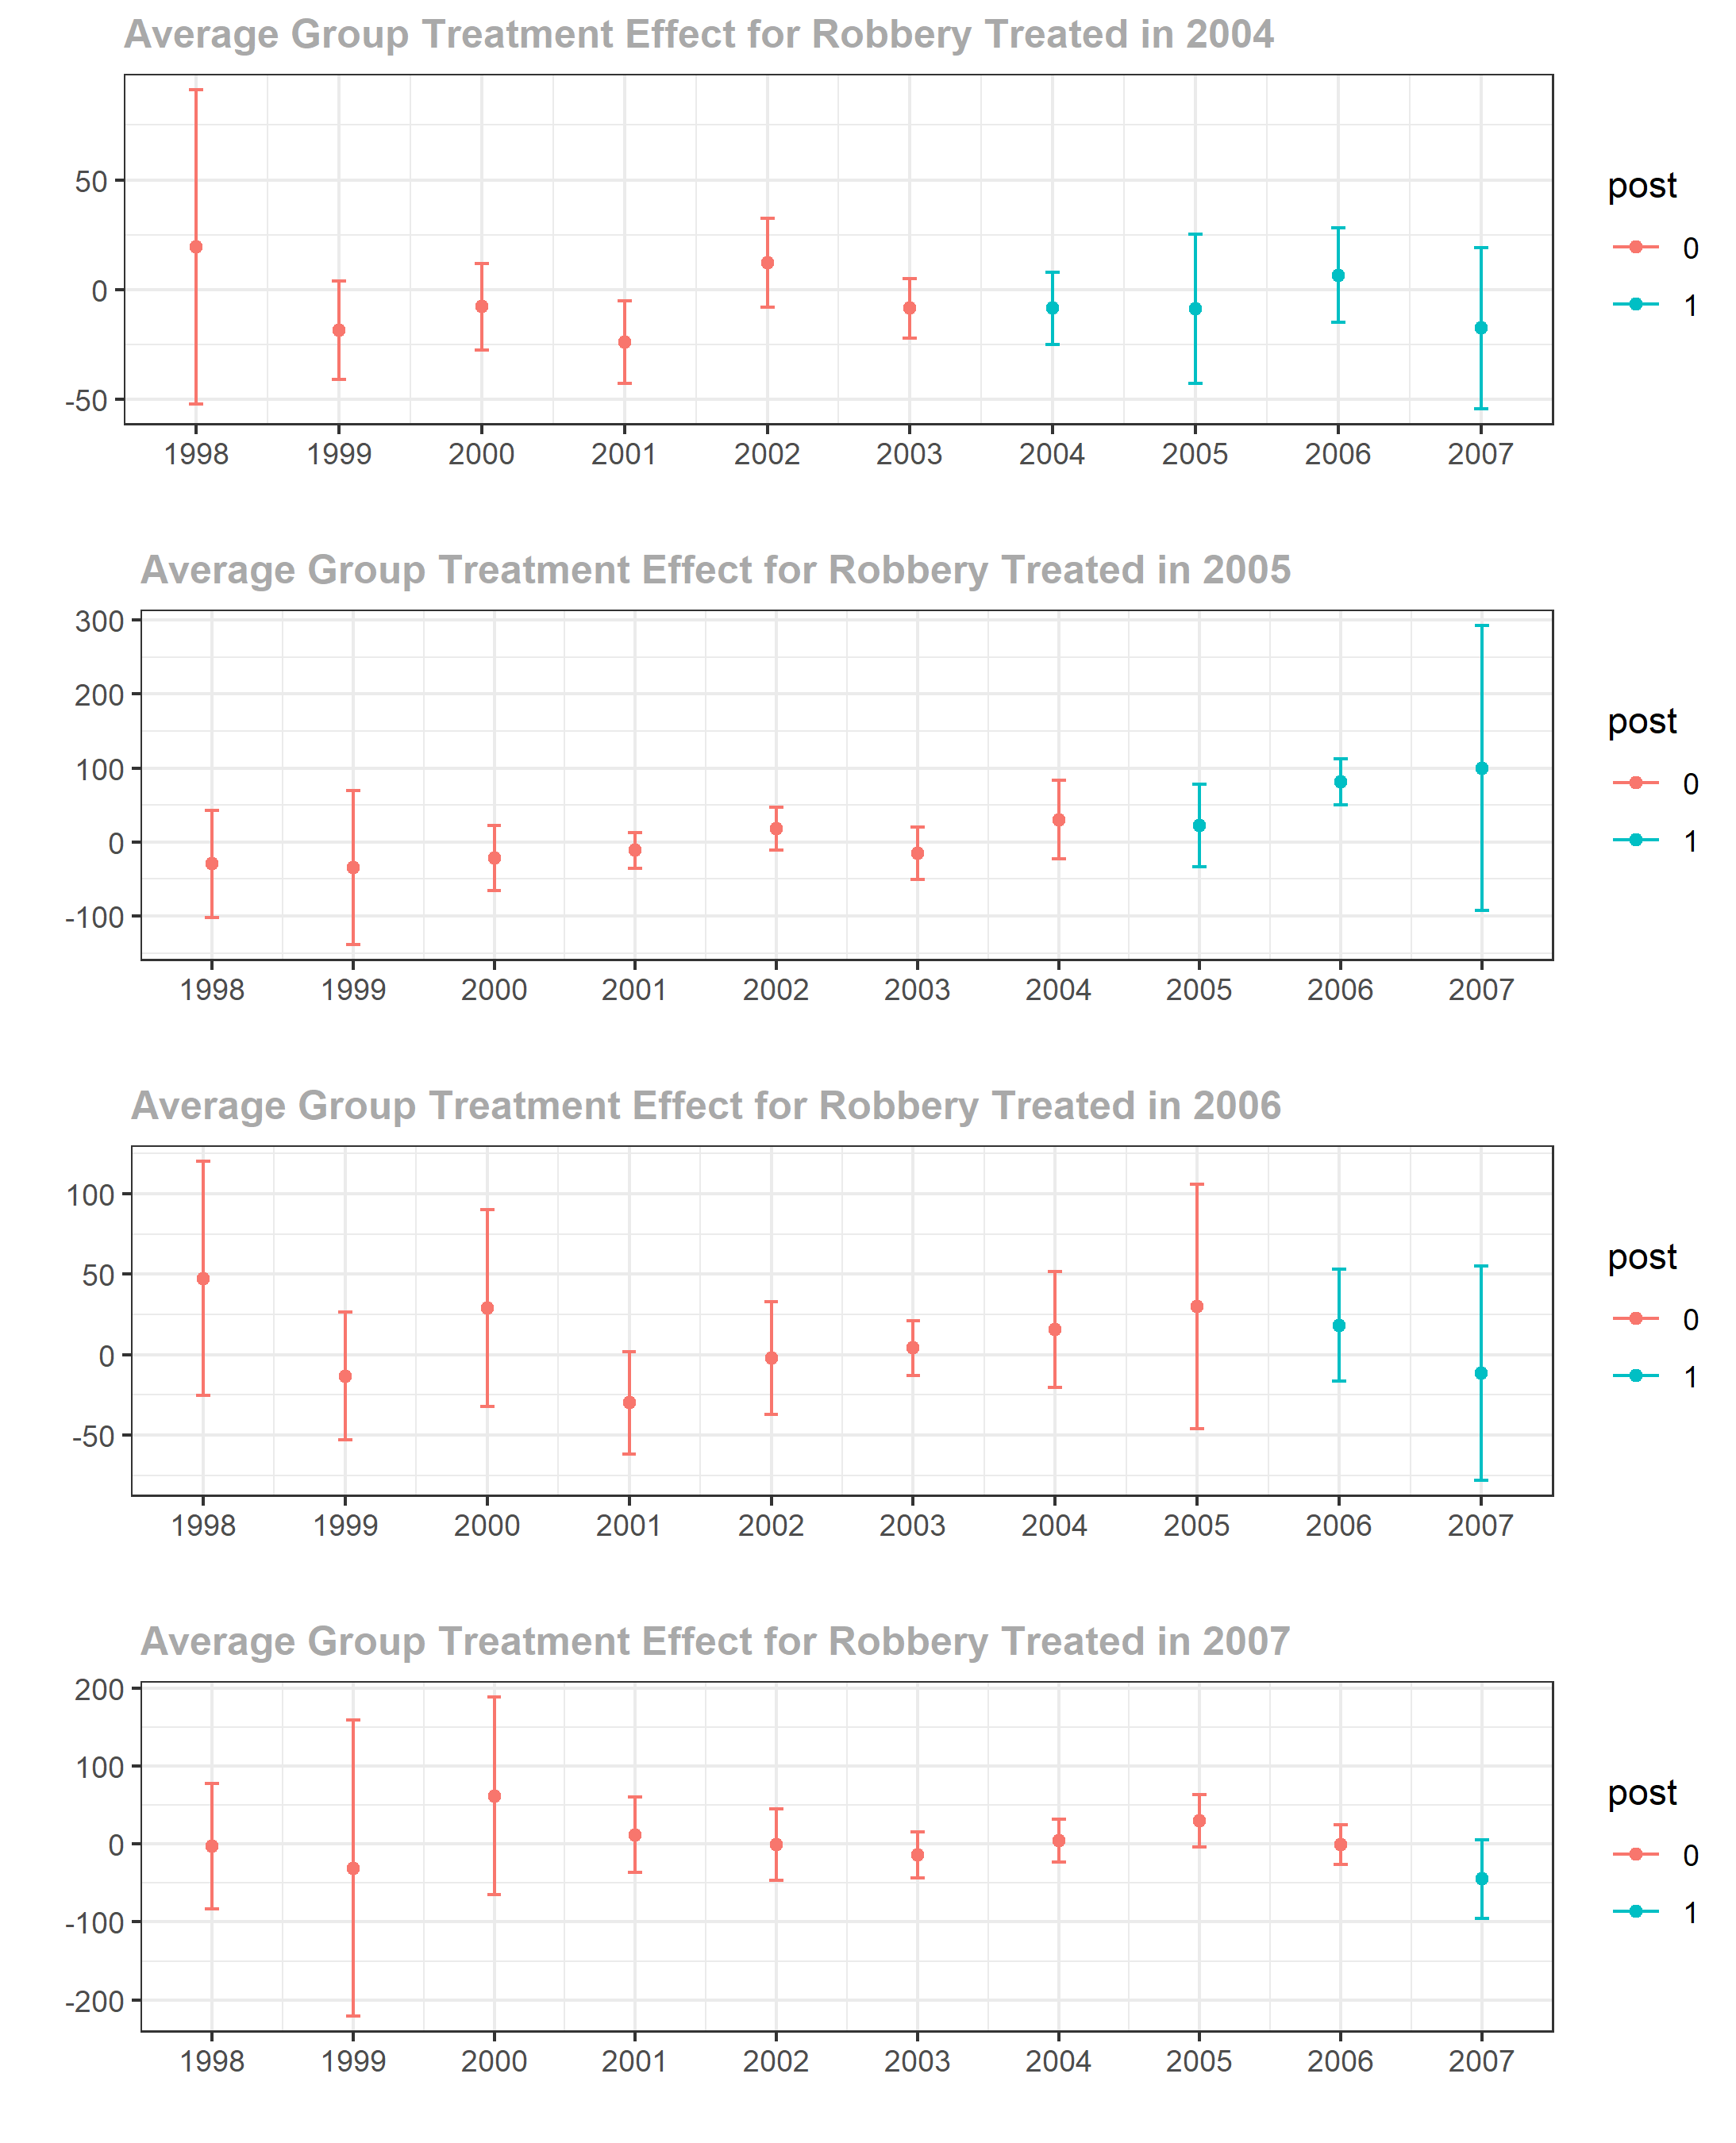 Average Group Treatment Effect for Robbery Treated in 2004
50
0
-50
1998 1999 2000 2001 2002 2003 2004 2005 2006 2007
post
0
1
Average Group Treatment Effect for Robbery Treated in 2005
300
200
100
0
-100
1998 1999 2000 2001 2002 2003 2004 2005 2006 2007
post
0
1
Average Group Treatment Effect for Robbery Treated in 2006
100
50
0
-50
1998 1999 2000 2001 2002 2003 2004 2005 2006 2007
post
0
1
Average Group Treatment Effect for Robbery Treated in 2007
200
100
0
-100
-200
1998 1999 2000 2001 2002 2003 2004 2005 2006 2007
post
0
1